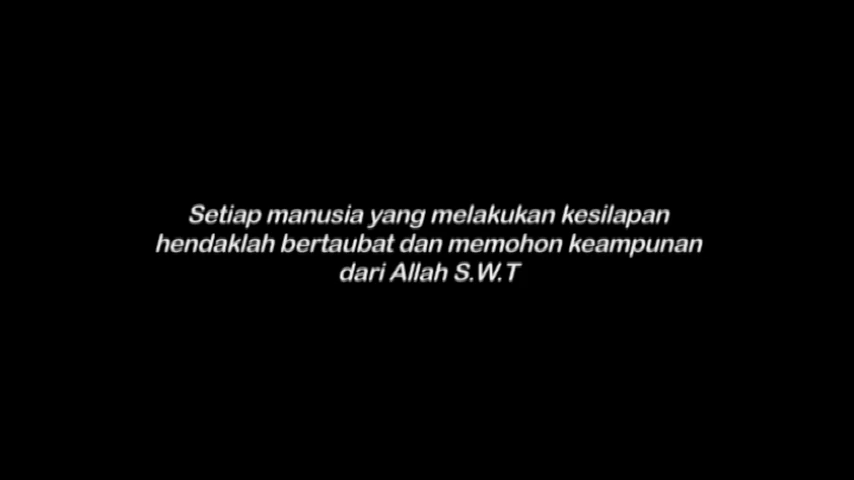 Setiap manusia yang melakukan kesilapan
hendaklah bertaubat dan memohon keampunan
dari Allah S.W.T